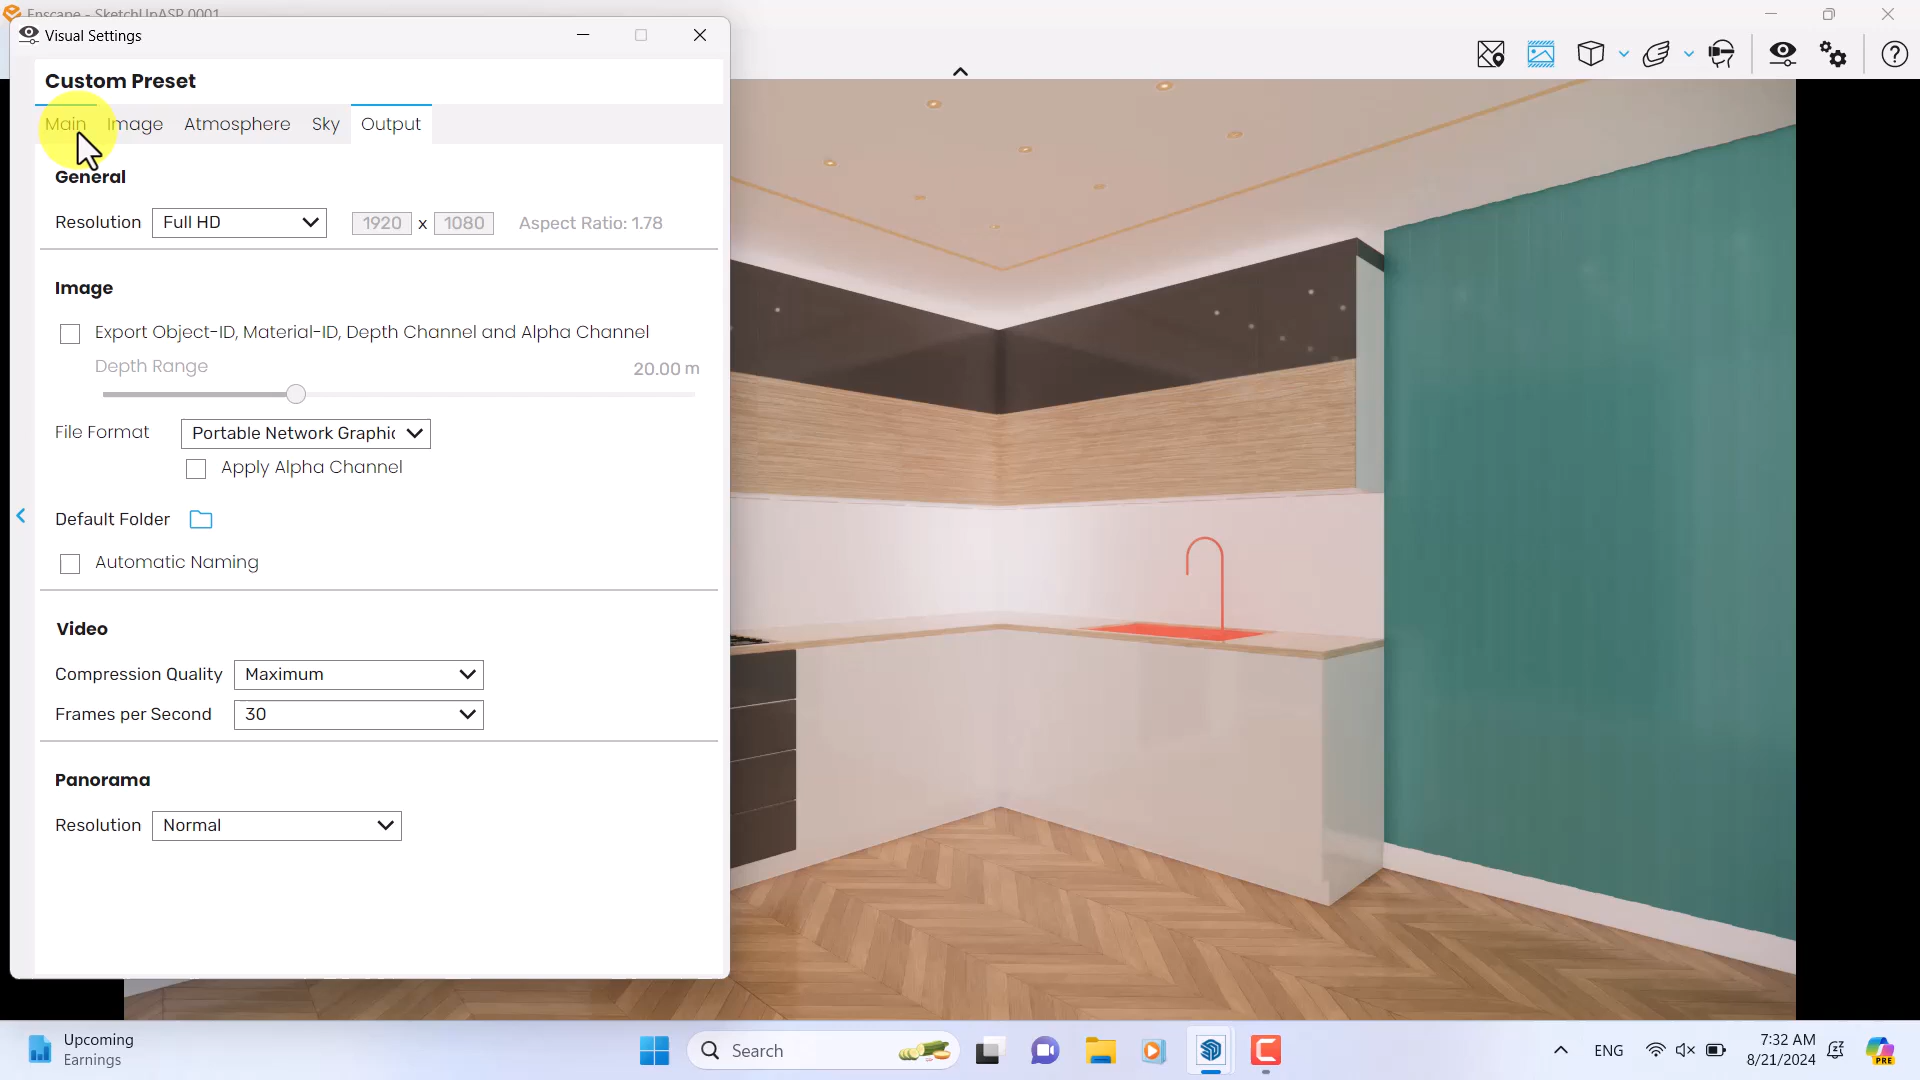 Enscape - SketchUpASP 0001
Visual Settings
Custom Preset
Main Image Atmosphere Sky Output
General
Resolution Full HD 1920 x 1080 Aspect Ratio: 1.78
Image
Export Object-ID, Material-ID, Depth Channel and Alpha Channel
Depth Range 20.00 m
File Format Portable Network Graphic
Apply Alpha Channel
Default Folder
Automatic Naming
Video
Compression Quality Maximum
Frames per Second 30
Panorama
Resolution Normal
Upcoming
Earnings
Search
ENG
7:32 AM
8/21/2024
PRE